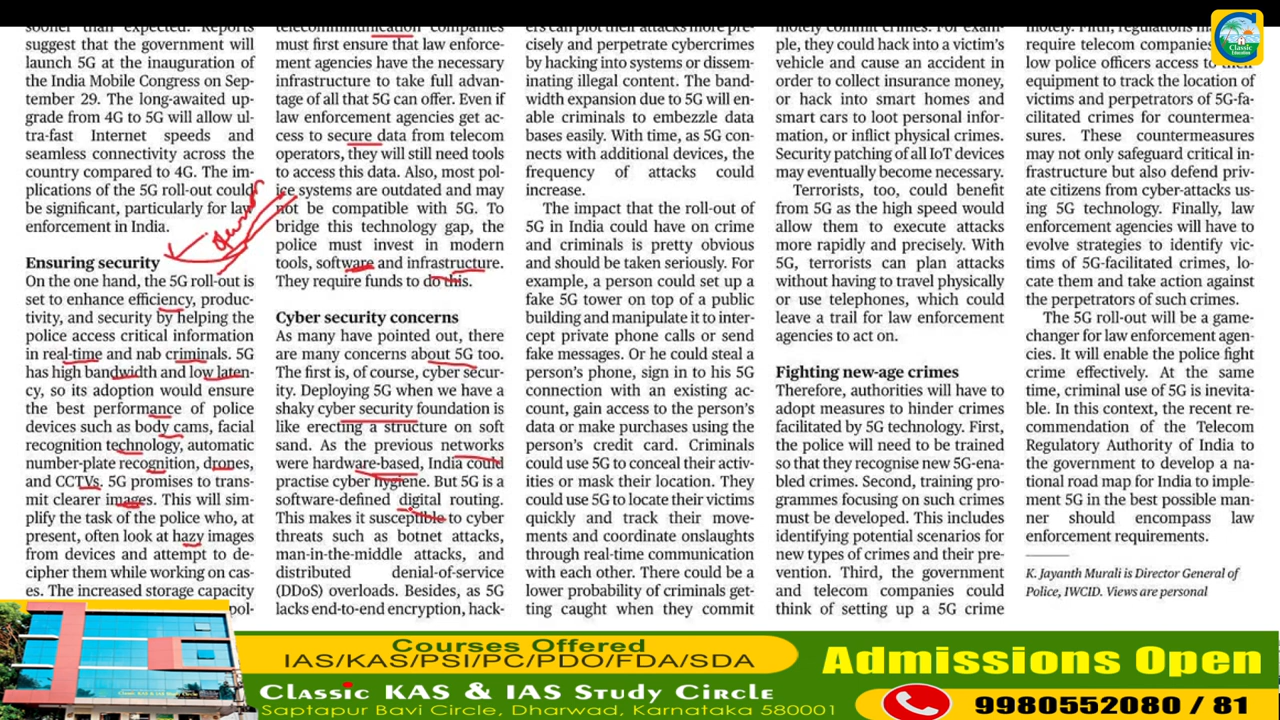 sooner than expected. Reports
suggest that the government will
launch 5G at the inauguration of
the India Mobile Congress on Sep-
tember 29. The long-awaited up-
grade from 4G to 5G will allow ul-
tra-fast Internet speeds and
seamless connectivity across the
country compared to 4G. The im-
plications of the 5G roll-out could
be significant, particularly for law
enforcement in India.
Ensuring security
On the one hand, the 5G roll-out is
set to enhance efficiency, produc-
tivity, and security by helping the
police access critical information
in real-time and nab criminals. 5G
has high bandwidth and low laten-
cy, so its adoption would ensure
the best performance of police
devices such as body cams, facial
recognition technology, automatic
number-plate recognition, drones,
and CCTVs. 5G promises to trans-
mit clearer images. This will sim-
plify the task of the police who, at
present, often look at hazy images
from devices and attempt to de-
cipher them while working on cas-
es. The increased storage capacity
pol-
telecommunication companies
must first ensure that law enforce-
ment agencies have the necessary
infrastructure to take full advan-
tage of all that 5G can offer. Even if
law enforcement agencies get ac-
cess to secure data from telecom
operators, they will still need tools
to access this data. Also, most pol-
ice systems are outdated and may
not be compatible with 5G. To
bridge this technology gap, the
police must invest in modern
tools, software and infrastructure.
They require funds to do this.
Cyber security concerns
As many have pointed out, there
are many concerns about 5G too.
The first is, of course, cyber secur-
ity. Deploying 5G when we have a
shaky cyber security foundation is
like erecting a structure on soft
sand. As the previous networks
were hardware-based, India could
practise cyber hygiene. But 5G is a
software-defined digital routing.
This makes it susceptible to cyber
threats such as botnet attacks,
man-in-the-middle attacks, and
distributed denial-of-service
(DDoS) overloads. Besides, as 5G
lacks end-to-end encryption, hack-
ers can plot their attacks more pre-
cisely and perpetrate cybercrimes
by hacking into systems or dissem-
inating illegal content. The band-
width expansion due to 5G will en-
able criminals to embezzle data
bases easily. With time, as 5G con-
nects with additional devices, the
frequency of attacks could
increase.
The impact that the roll-out of
5G in India could have on crime
and criminals is pretty obvious
and should be taken seriously. For
example, a person could set up a
fake 5G tower on top of a public
building and manipulate it to inter-
cept private phone calls or send
fake messages. Or he could steal a
person's phone, sign in to his 5G
connection with an existing ac-
count, gain access to the person's
data or make purchases using the
person's credit card. Criminals
could use 5G to conceal their activ-
ities or mask their location. They
could use 5G to locate their victims
quickly and track their move-
ments and coordinate onslaughts
through real-time communication
with each other. There could be a
lower probability of criminals get-
ting caught when they commit
motely commit crimes. For exam-
ple, they could hack into a victim's
vehicle and cause an accident in
order to collect insurance money,
or hack into smart homes and
smart cars to loot personal infor-
mation, or inflict physical crimes.
Security patching of all IoT devices
may eventually become necessary.
Terrorists, too, could benefit
from 5G as the high speed would
allow them to execute attacks
more rapidly and precisely. With
5G, terrorists can plan attacks
without having to travel physically
or use telephones, which could
leave a trail for law enforcement
agencies to act on.
Fighting new-age crimes
Therefore, authorities will have to
adopt measures to hinder crimes
facilitated by 5G technology. First,
the police will need to be trained
so that they recognise new 5G-ena-
bled crimes. Second, training pro-
grammes focusing on such crimes
must be developed. This includes
identifying potential scenarios for
new types of crimes and their pre-
vention. Third, the government
and telecom companies could
think of setting up a 5G crime
require telecom companies
low police officers access to their
equipment to track the location of
victims and perpetrators of 5G-fa-
cilitated crimes for countermea-
sures. These countermeasures
may not only safeguard critical in-
frastructure but also defend priv-
ate citizens from cyber-attacks us-
ing 5G technology. Finally, law
enforcement agencies will have to
evolve strategies to identify vic-
tims of 5G-facilitated crimes, lo-
cate them and take action against
the perpetrators of such crimes.
The 5G roll-out will be a game-
changer for law enforcement agen-
cies. It will enable the police fight
crime effectively. At the same
time, criminal use of 5G is inevita-
ble. In this context, the recent re-
commendation of the Telecom
Regulatory Authority of India to
the government to develop a na-
tional road map for India to imple-
ment 5G in the best possible man-
ner should encompass law
enforcement requirements.
K. Jayanth Murali is Director General of
Police, IWCID. Views are personal
Classic
Education
Courses Offered
IAS/KAS/PSI/PC/PDO/FDA/SDA
Classic KAS & IAS Study Circle
Saptapur Bavi Circle, Dharwad, Karnataka 580001
Admissions Open
9980552080 / 81